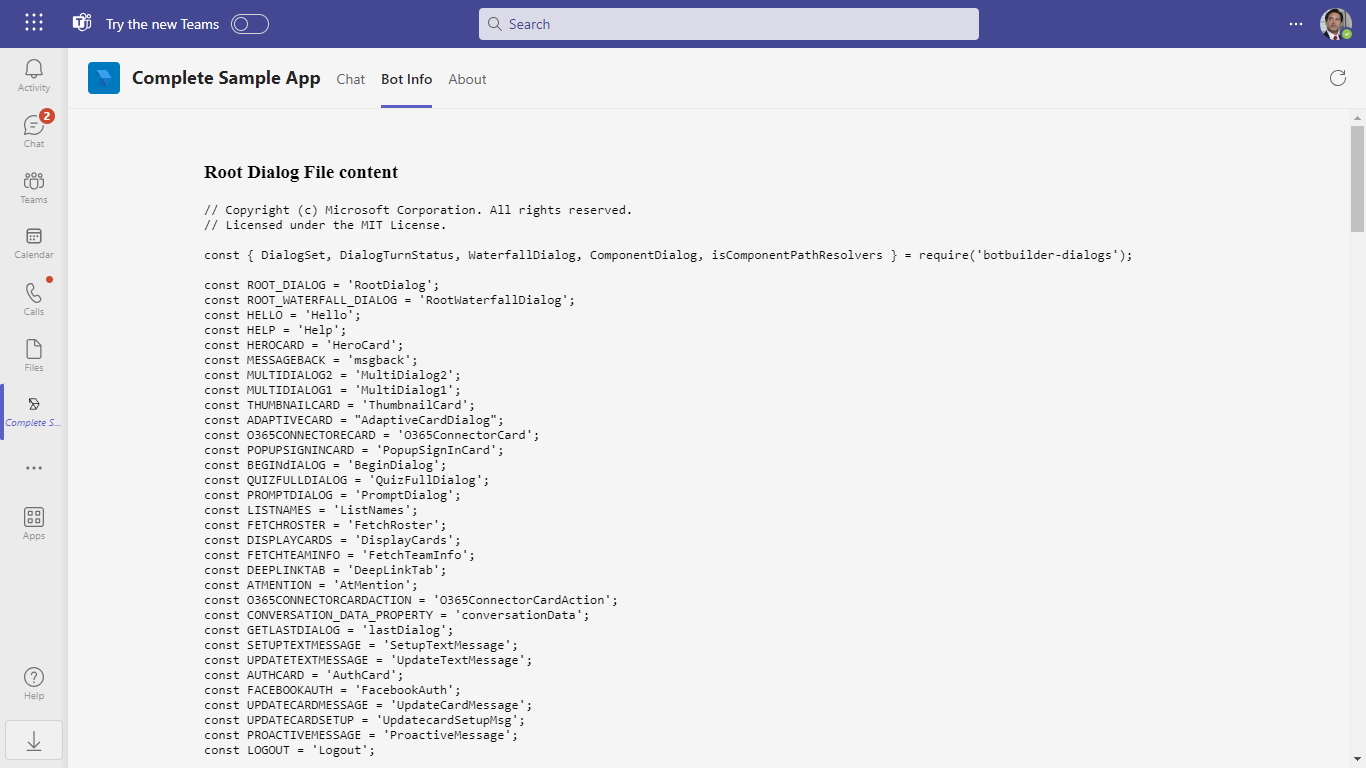 Try the new Teams
Search
Activity
2
Chat
Teams
Calendar
Calls
Files
Complete S...
Apps
Help
Complete Sample App
Chat
Bot Info
About
Root Dialog File content
// Copyright (c) Microsoft Corporation. All rights reserved.
// Licensed under the MIT License.
const { DialogSet, DialogTurnStatus, WaterfallDialog, ComponentDialog, isComponentPathResolvers } = require('botbuilder-dialogs');
const ROOT_DIALOG = 'RootDialog';
const ROOT_WATERFALL_DIALOG = 'RootWaterfallDialog';
const HELLO = 'Hello';
const HELP = 'Help';
const HEROCARD = 'HeroCard';
const MESSAGEBACK = 'msgback';
const MULTIDIALOG2 = 'MultiDialog2';
const MULTIDIALOG1 = 'MultiDialog1';
const THUMBNAILCARD = 'ThumbnailCard';
const ADAPTIVECARD = "AdaptiveCardDialog";
const O365CONNECTORECARD = 'O365ConnectorCard';
const POPUPSIGNINCARD = 'PopupSignInCard';
const BEGINdIALOG = 'BeginDialog';
const QUIZFULLDIALOG = 'QuizFullDialog';
const PROMPTDIALOG = 'PromptDialog';
const LISTNAMES = 'ListNames';
const FETCHROSTER = 'FetchRoster';
const DISPLAYCARDS = 'DisplayCards';
const FETCHTEAMINFO = 'FetchTeamInfo';
const DEEPLINKTAB = 'DeepLinkTab';
const ATMENTION = 'AtMention';
const O365CONNECTORCARDACTION = 'O365ConnectorCardAction';
const CONVERSATION_DATA_PROPERTY = 'conversationData';
const GETLASTDIALOG = 'lastDialog';
const SETUPTEXTMESSAGE = 'SetupTextMessage';
const UPDATETEXTMESSAGE = 'UpdateTextMessage';
const AUTHCARD = 'AuthCard';
const FACEBOOKAUTH = 'FacebookAuth';
const UPDATECARDMESSAGE = 'UpdateCardMessage';
const UPDATECARDSETUP = 'UpdatecardSetupMsg';
const PROACTIVEMESSAGE = 'ProactiveMessage';
const LOGOUT = 'Logout';